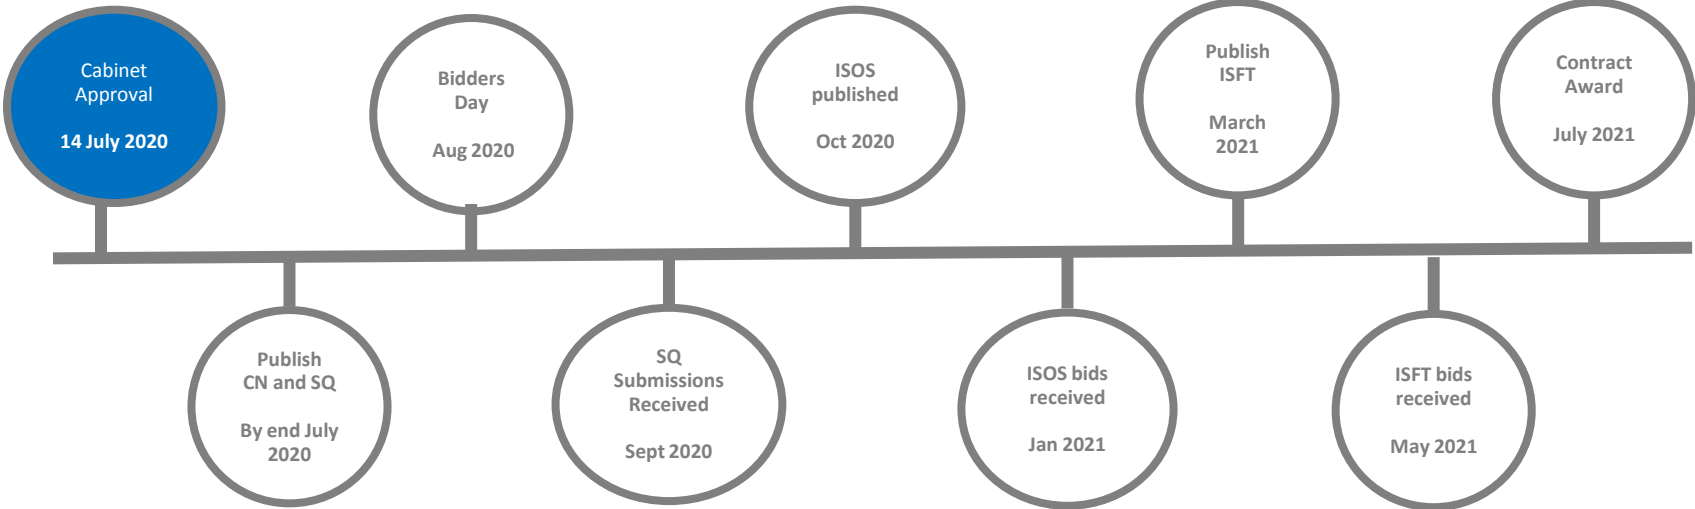 Cabinet
Approval
14 July 2020
Publish
CN and SQ
By end July
2020
Bidders
Day
Aug 2020
SQ
Submissions
Received
Sept 2020
ISOS
published
Oct 2020
ISOS bids
received
Jan 2021
Publish
ISFT
March
2021
ISFT bids
received
May 2021
Contract
Award
July 2021